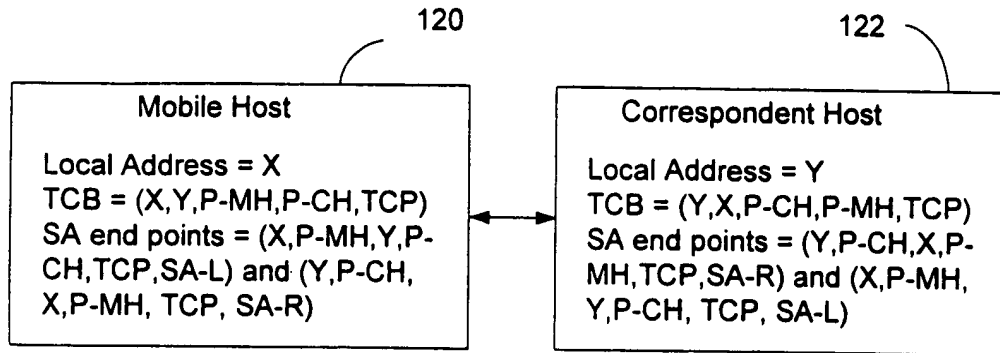 120
122
Mobile Host
Local Address = X
TCB = (X,Y,P-MH,P-CH,TCP)
SA end points = (X,P-MH,Y,P-
CH,TCP,SA-L) and (Y,P-CH,
X,P-MH, TCP, SA-R)
Correspondent Host
Local Address = Y
TCB = (Y,X,P-CH,P-MH,TCP)
SA end points = (Y,P-CH,X,P-
MH,TCP,SA-R) and (X,P-MH,
Y,P-CH, TCP, SA-L)